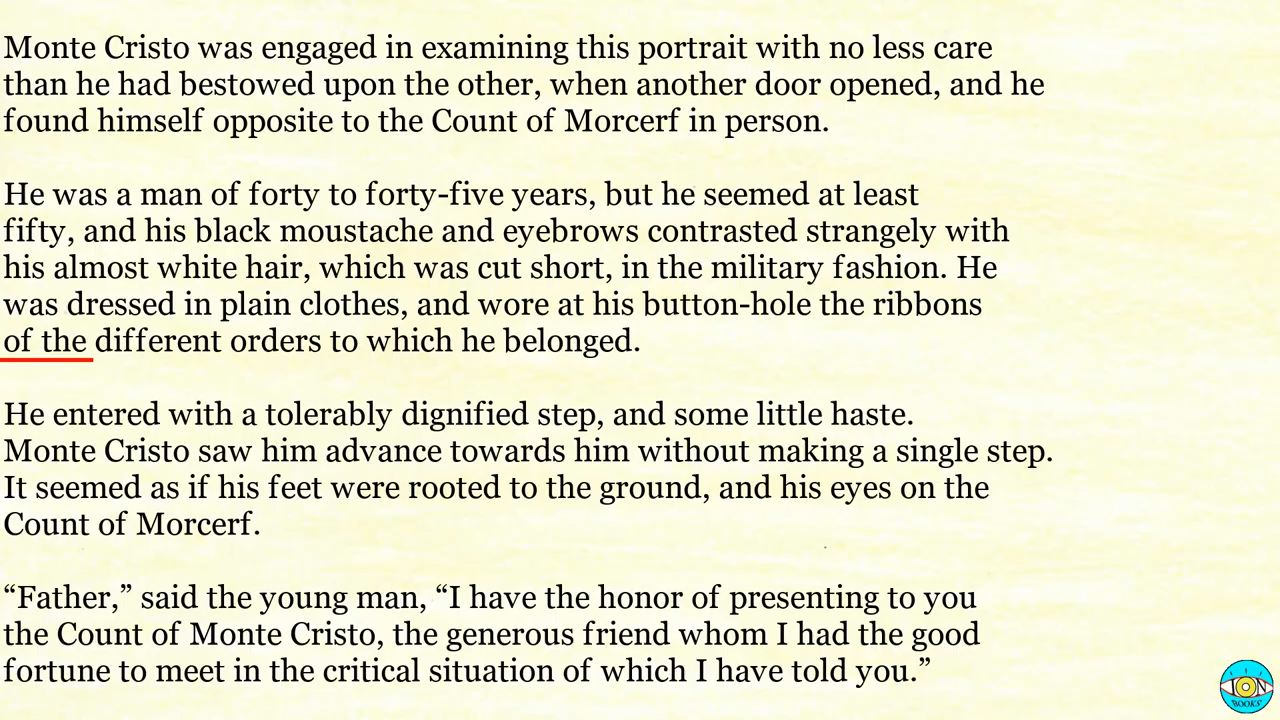 Monte Cristo was engaged in examining this portrait with no less care
than he had bestowed upon the other, when another door opened, and he
found himself opposite to the Count of Morcerf in person.
He was a man of forty to forty-five years, but he seemed at least
fifty, and his black moustache and eyebrows contrasted strangely with
his almost white hair, which was cut short, in the military fashion. He
was dressed in plain clothes, and wore at his button-hole the ribbons
of the different orders to which he belonged.
He entered with a tolerably dignified step, and some little haste.
Monte Cristo saw him advance towards him without making a single step.
It seemed as if his feet were rooted to the ground, and his eyes on the
Count of Morcerf.
“Father,” said the young man, “I have the honor of presenting to you
the Count of Monte Cristo, the generous friend whom I had the good
fortune to meet in the critical situation of which I have told you.”
ION
BOOKS